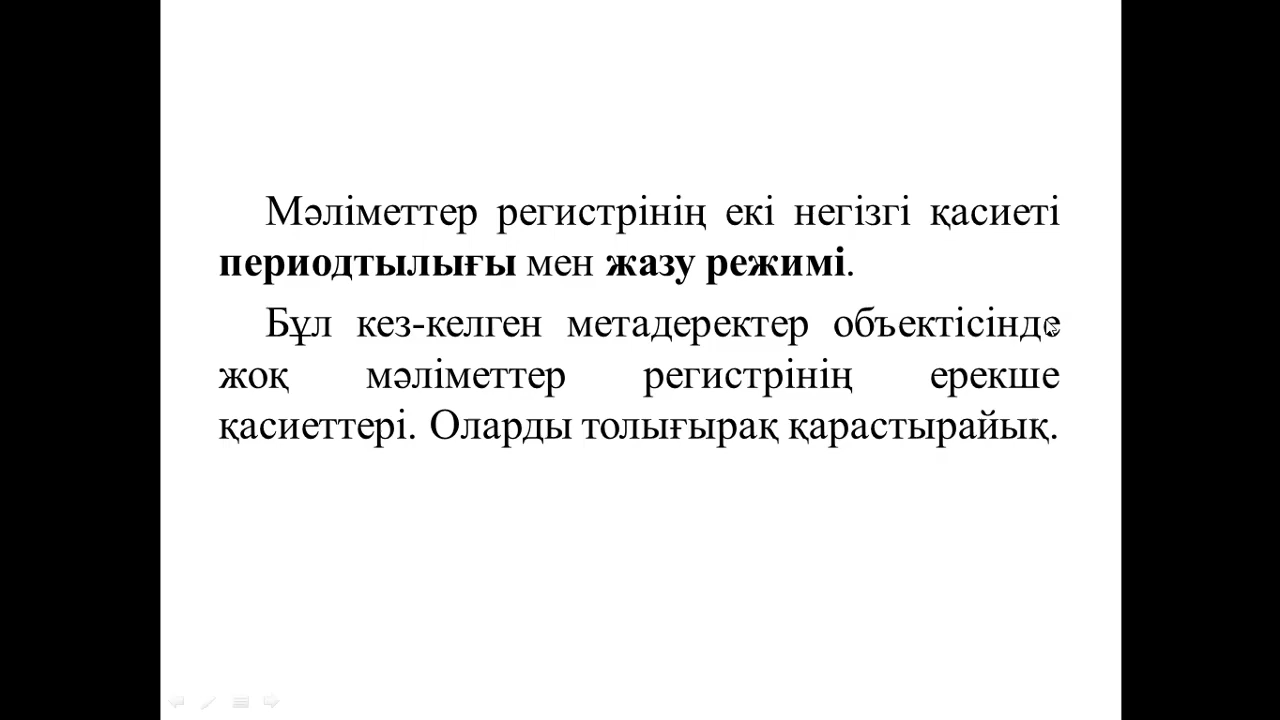 Мәліметтер регистрінің екі негізгі қасиеті
периодтылығы мен жазу режимі.
Бұл кез-келген метадеректер объектісінде
жоқ мәліметтер регистрінің ерекше
қасиеттері. Оларды толығырақ қарастырайық.